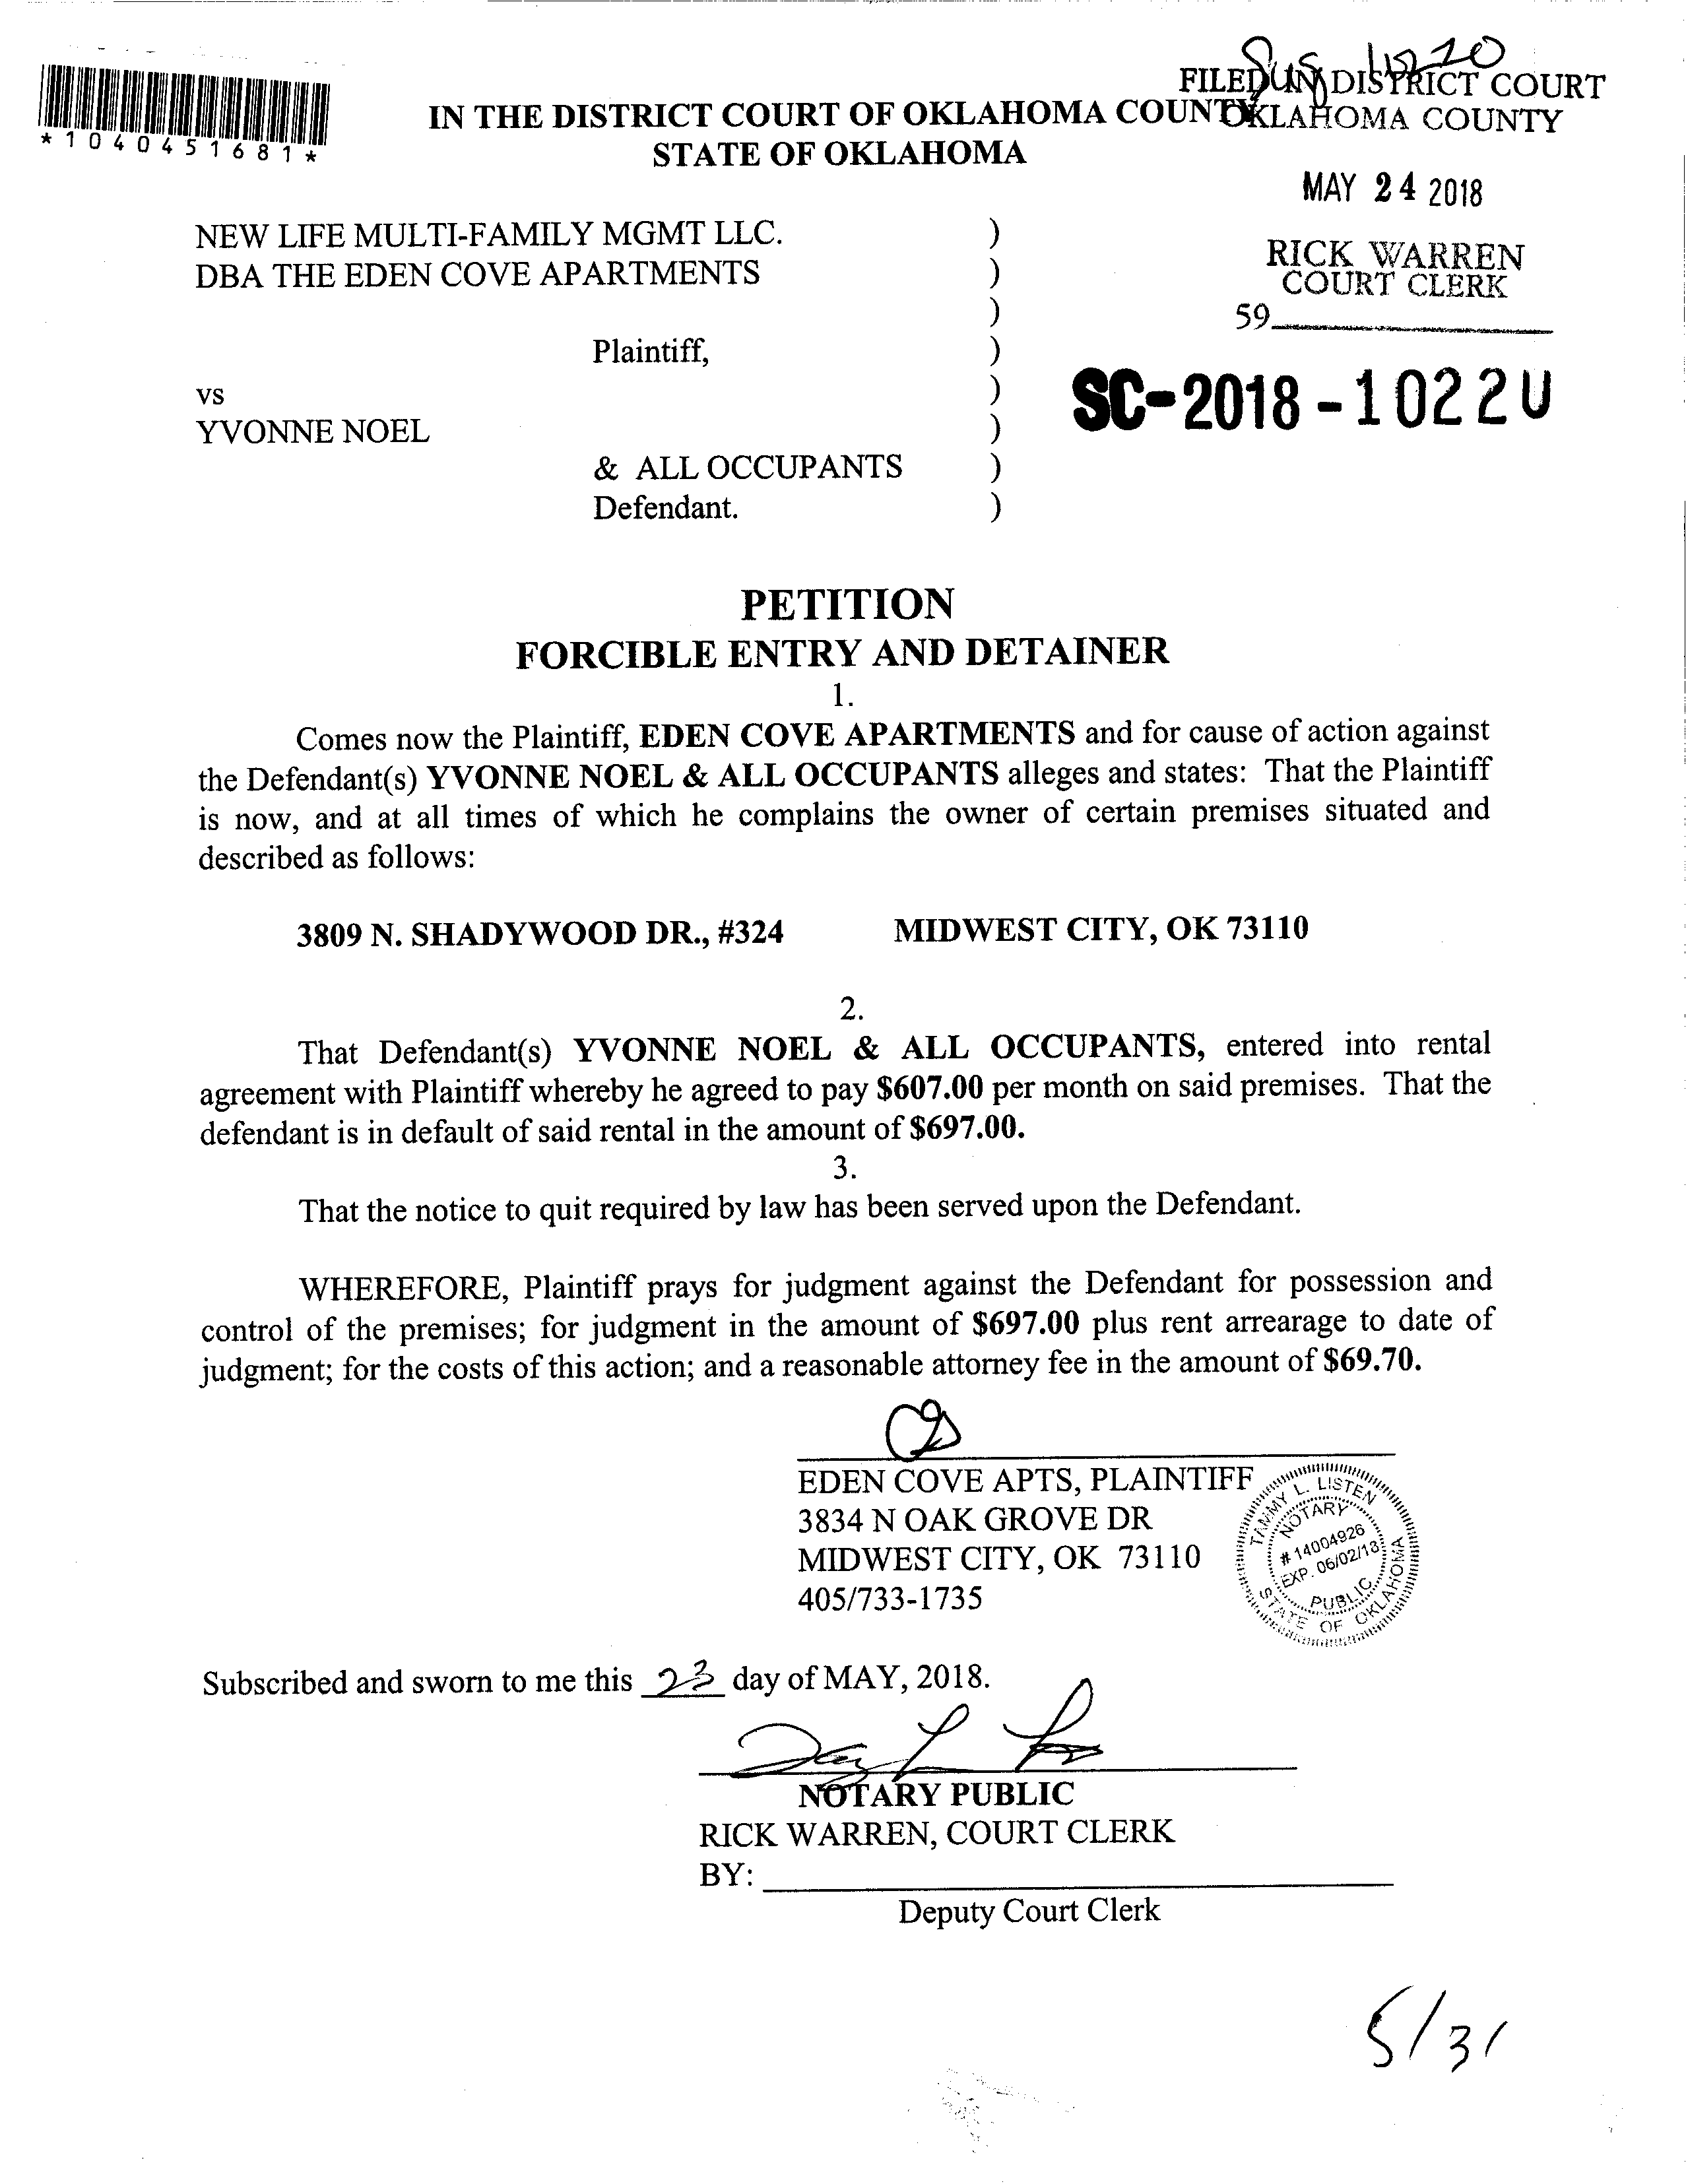 *1040451681*
FILED IN DISTRICT COURT
OKLAHOMA COUNTY
IN THE DISTRICT COURT OF OKLAHOMA COUNTY
STATE OF OKLAHOMA
MAY 24 2018
RICK WARREN
COURT CLERK
59
SC-2018-1022U
NEW LIFE MULTI-FAMILY MGMT LLC. )
DBA THE EDEN COVE APARTMENTS )
)
Plaintiff, )
vs )
YVONNE NOEL )
& ALL OCCUPANTS )
Defendant. )
PETITION
FORCIBLE ENTRY AND DETAINER
1.
Comes now the Plaintiff, EDEN COVE APARTMENTS and for cause of action against
the Defendant(s) YVONNE NOEL & ALL OCCUPANTS alleges and states: That the Plaintiff
is now, and at all times of which he complains the owner of certain premises situated and
described as follows:
3809 N. SHADYWOOD DR., #324 MIDWEST CITY, OK 73110
2.
That Defendant(s) YVONNE NOEL & ALL OCCUPANTS, entered into rental
agreement with Plaintiff whereby he agreed to pay $607.00 per month on said premises. That the
defendant is in default of said rental in the amount of $697.00.
3.
That the notice to quit required by law has been served upon the Defendant.
WHEREFORE, Plaintiff prays for judgment against the Defendant for possession and
control of the premises; for judgment in the amount of $697.00 plus rent arrearage to date of
judgment; for the costs of this action; and a reasonable attorney fee in the amount of $69.70.
EDEN COVE APTS, PLAINTIFF
3834 N OAK GROVE DR
MIDWEST CITY, OK 73110
405/733-1735
TAMMY L. LISTEN
NOTARY
# 14004926
EXP. 06/02/18
PUBLIC
STATE OF OKLAHOMA
Subscribed and sworn to me this 23 day of MAY, 2018.
NOTARY PUBLIC
RICK WARREN, COURT CLERK
BY:
Deputy Court Clerk
5/31